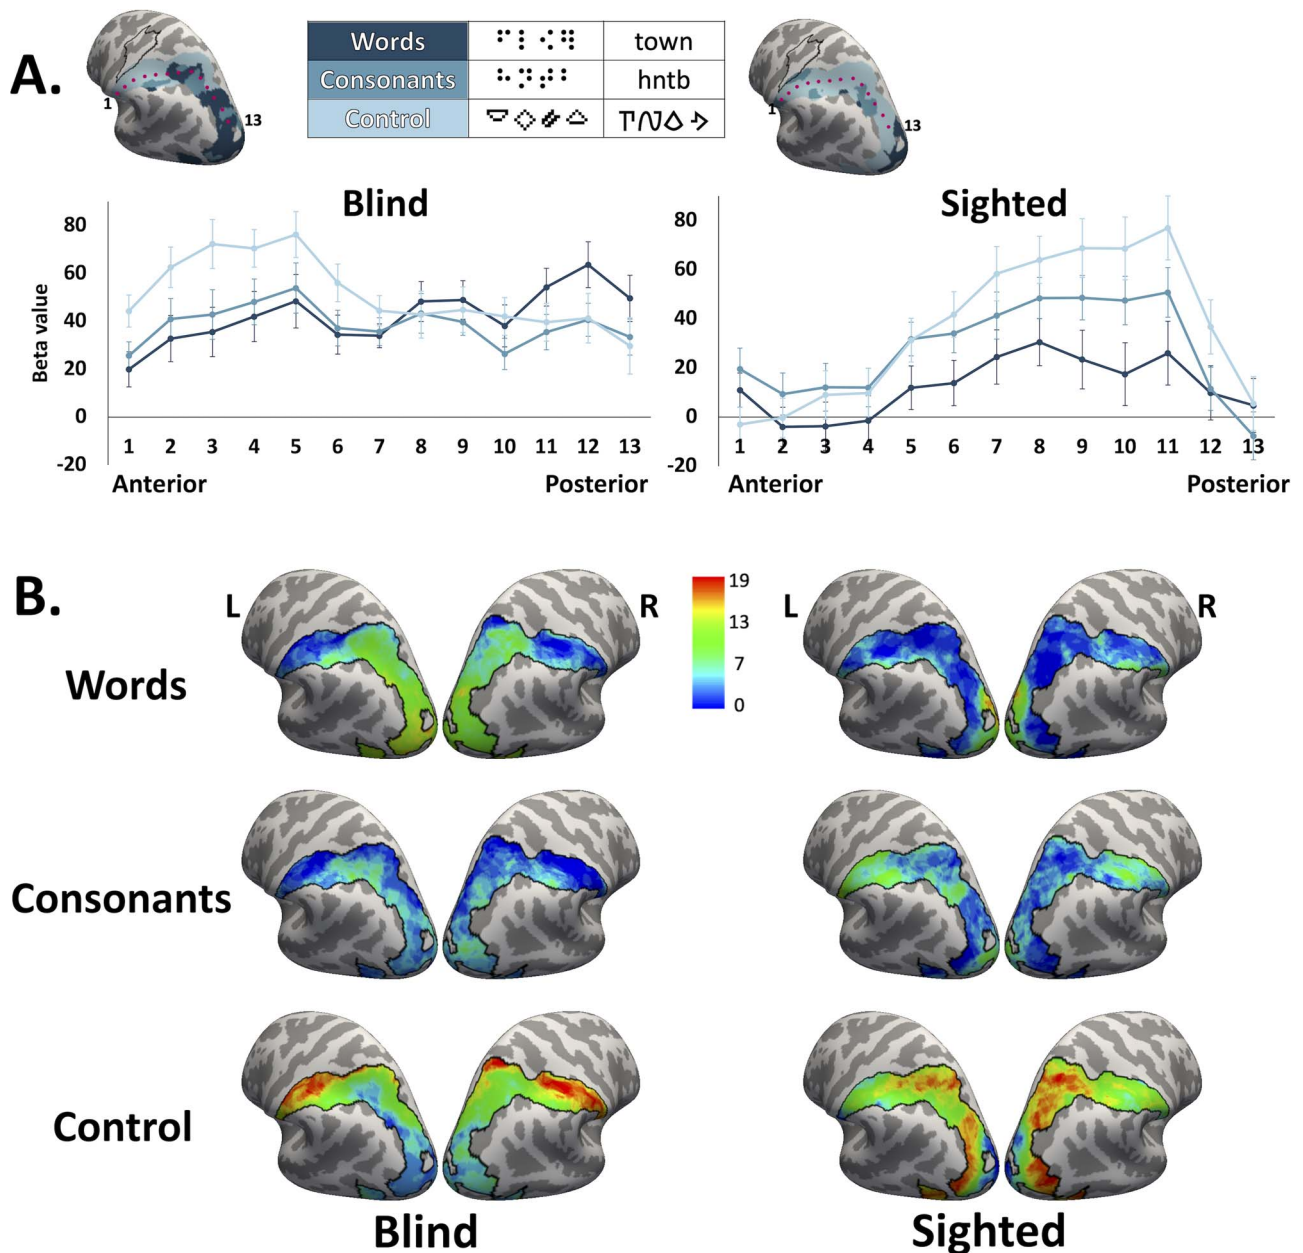 A.
1
13
Words ⠋⠇⠪⠻ town
Consonants hntb
Control
1
13
Blind
Sighted
Beta value
80
60
40
20
0
-20
1 2 3 4 5 6 7 8 9 10 11 12 13
Anterior Posterior
80
60
40
20
0
-20
1 2 3 4 5 6 7 8 9 10 11 12 13
Anterior Posterior
B.
L R
19
13
7
0
L R
Words
Consonants
Control
Blind Sighted